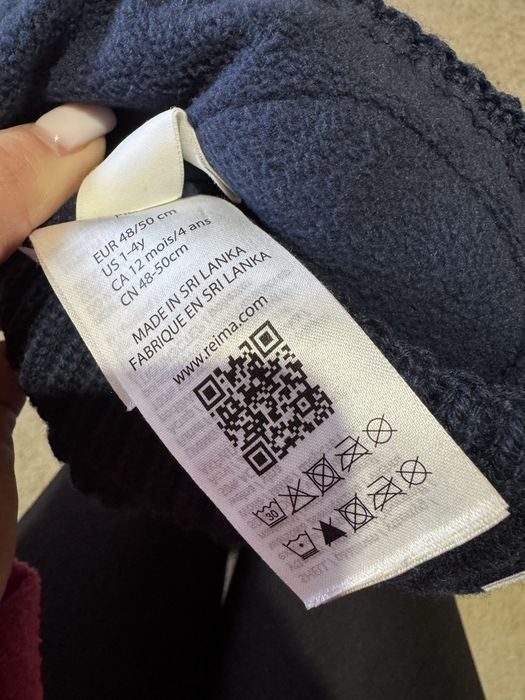 EUR 48/50 cm
US 1-4y
CA 12 mois/4 ans
CN 48-50cm
MADE IN SRI LANKA
FABRIQUE EN SRI LANKA
www.reima.com
30